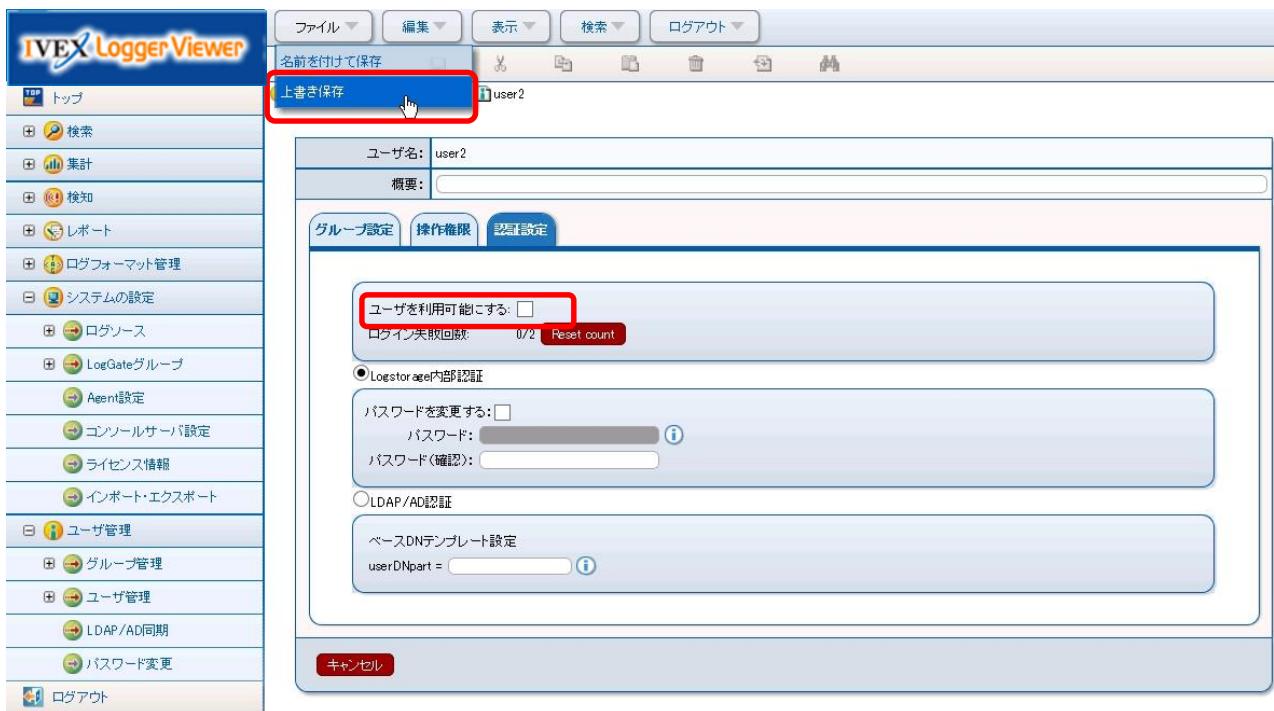 IVEX Logger Viewer
ファイル 編集 表示 検索 ログアウト
名前を付けて保存
上書き保存
user2
TOP トップ
検索
集計
検知
レポート
ログフォーマット管理
システムの設定
ログソース
LogGateグループ
Agent設定
コンソールサーバ設定
ライセンス情報
インポート・エクスポート
ユーザ管理
グループ管理
ユーザ管理
LDAP/AD同期
パスワード変更
ログアウト
ユーザ名: user2
概要:
グループ設定 操作権限 認証設定
ユーザを利用可能にする:
ログイン失敗回数: 0/2 Reset count
Logstorage内部認証
パスワードを変更する:
パスワード:
パスワード(確認):
LDAP/AD認証
ベースDNテンプレート設定
userDNpart =
キャンセル